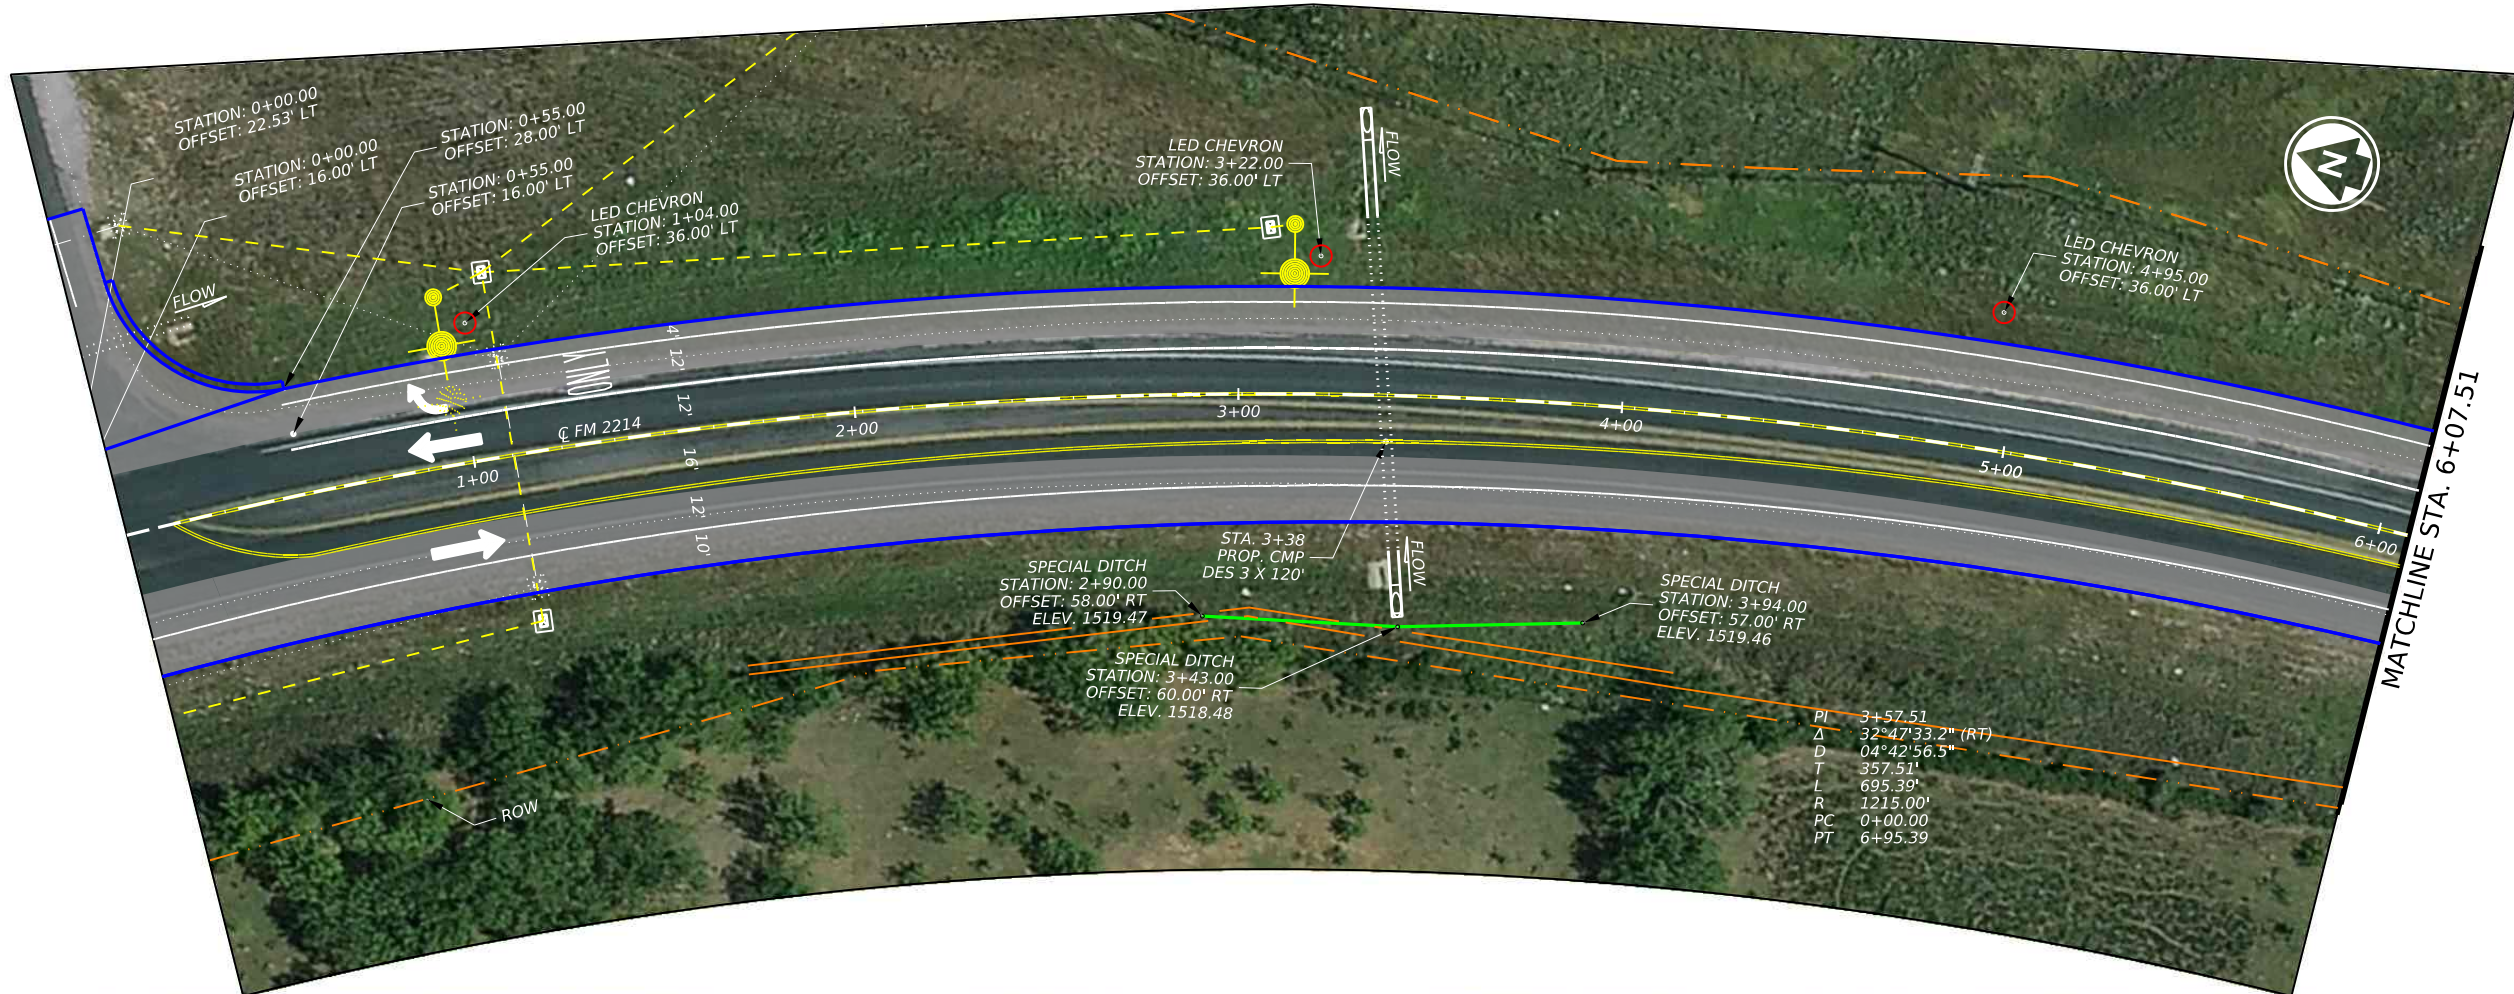 STATION: 0+00.00
OFFSET: 22.53' LT
STATION: 0+00.00
OFFSET: 16.00' LT
STATION: 0+55.00
OFFSET: 28.00' LT
STATION: 0+55.00
OFFSET: 16.00' LT
LED CHEVRON
STATION: 1+04.00
OFFSET: 36.00' LT
LED CHEVRON
STATION: 3+22.00
OFFSET: 36.00' LT
FLOW
N
LED CHEVRON
STATION: 4+95.00
OFFSET: 36.00' LT
FLOW
ONLY
4'
12'
12'
16'
12'
10'
℄ FM 2214
1+00
2+00
3+00
4+00
5+00
6+00
MATCHLINE STA. 6+07.51
STA. 3+38
PROP. CMP
DES 3 X 120'
FLOW
SPECIAL DITCH
STATION: 2+90.00
OFFSET: 58.00' RT
ELEV. 1519.47
SPECIAL DITCH
STATION: 3+94.00
OFFSET: 57.00' RT
ELEV. 1519.46
SPECIAL DITCH
STATION: 3+43.00
OFFSET: 60.00' RT
ELEV. 1518.48
ROW
PI 3+57.51
Δ 32°47'33.2" (RT)
D 04°42'56.5"
T 357.51'
L 695.39'
R 1215.00'
PC 0+00.00
PT 6+95.39